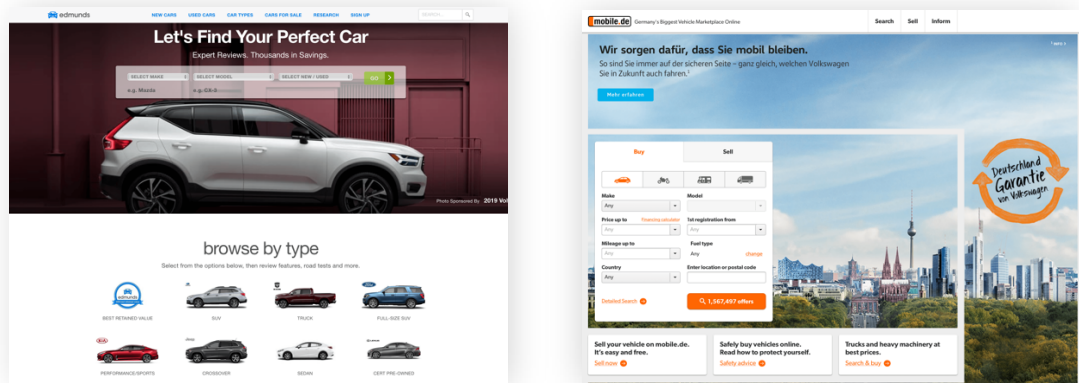 edmunds
NEW CARS USED CARS CAR TYPES CARS FOR SALE RESEARCH SIGN UP
SEARCH...
Let's Find Your Perfect Car
Expert Reviews. Thousands in Savings.
SELECT MAKE SELECT MODEL SELECT NEW / USED GO
e.g. Mazda e.g. CX-3
Photo Sponsored By 2019 Vol
browse by type
Select from the options below, then review features, road tests and more.
edmunds
BEST RETAINED VALUE
SUV
TRUCK
FULL-SIZE SUV
PERFORMANCE/SPORTS
CROSSOVER
SEDAN
CERT PRE-OWNED
mobile.de Germany's Biggest Vehicle Marketplace Online
Search Sell Inform
Wir sorgen dafür, dass Sie mobil bleiben.
So sind Sie immer auf der sicheren Seite – ganz gleich, welchen Volkswagen
Sie in Zukunft auch fahren.¹
Mehr erfahren
Buy Sell
Make Model
Any
Price up to Financing calculator 1st registration from
Any Any
Mileage up to Fuel type
Any Any change
Country Enter location or postal code
Any
Detailed Search 1,567,497 offers
Deutschland
Garantie
von Volkswagen
Sell your vehicle on mobile.de.
It's easy and free.
Sell now
Safely buy vehicles online.
Read how to protect yourself.
Safely advice
Trucks and heavy machinery at
best prices.
Search & buy